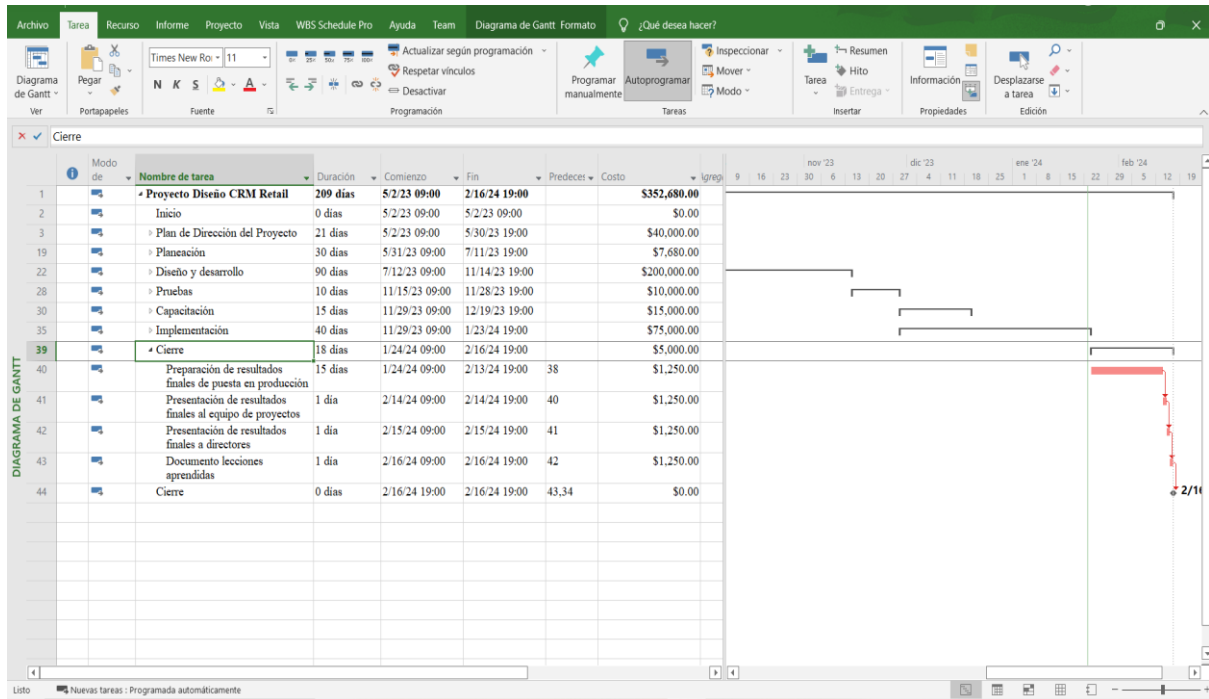 Archivo Tarea Recurso Informe Proyecto Vista WBS Schedule Pro Ayuda Team Diagrama de Gantt Formato ¿Qué desea hacer?
Diagrama de Gantt
Ver
Pegar
Portapapeles
Times New Ro 11
N K S A
Fuente
0% 25% 50% 75% 100%
Actualizar según programación
Respetar vínculos
Desactivar
Programación
Programar manualmente
Autoprogramar
Inspeccionar
Mover
Modo
Tareas
Tarea
Resumen
Hito
Entrega
Insertar
Información
Propiedades
Desplazarse a tarea
Edición
Cierre
Modo de Nombre de tarea Duración Comienzo Fin Predeces Costo
nov '23 dic '23 ene '24 feb '24
9 16 23 30 6 13 20 27 4 11 18 25 1 8 15 22 29 5 12 19
1 Proyecto Diseño CRM Retail 209 días 5/2/23 09:00 2/16/24 19:00 $352,680.00
2 Inicio 0 días 5/2/23 09:00 5/2/23 09:00 $0.00
3 Plan de Dirección del Proyecto 21 días 5/2/23 09:00 5/30/23 19:00 $40,000.00
19 Planeación 30 días 5/31/23 09:00 7/11/23 19:00 $7,680.00
22 Diseño y desarrollo 90 días 7/12/23 09:00 11/14/23 19:00 $200,000.00
28 Pruebas 10 días 11/15/23 09:00 11/28/23 19:00 $10,000.00
30 Capacitación 15 días 11/29/23 09:00 12/19/23 19:00 $15,000.00
35 Implementación 40 días 11/29/23 09:00 1/23/24 19:00 $75,000.00
39 Cierre 18 días 1/24/24 09:00 2/16/24 19:00 $5,000.00
40 Preparación de resultados 15 días 1/24/24 09:00 2/13/24 19:00 38 $1,250.00
finales de puesta en producción
41 Presentación de resultados 1 día 2/14/24 09:00 2/14/24 19:00 40 $1,250.00
finales al equipo de proyectos
42 Presentación de resultados 1 día 2/15/24 09:00 2/15/24 19:00 41 $1,250.00
finales a directores
43 Documento lecciones 1 día 2/16/24 09:00 2/16/24 19:00 42 $1,250.00
aprendidas
44 Cierre 0 días 2/16/24 19:00 2/16/24 19:00 43,34 $0.00
2/16
DIAGRAMA DE GANTT
Listo Nuevas tareas : Programada automáticamente